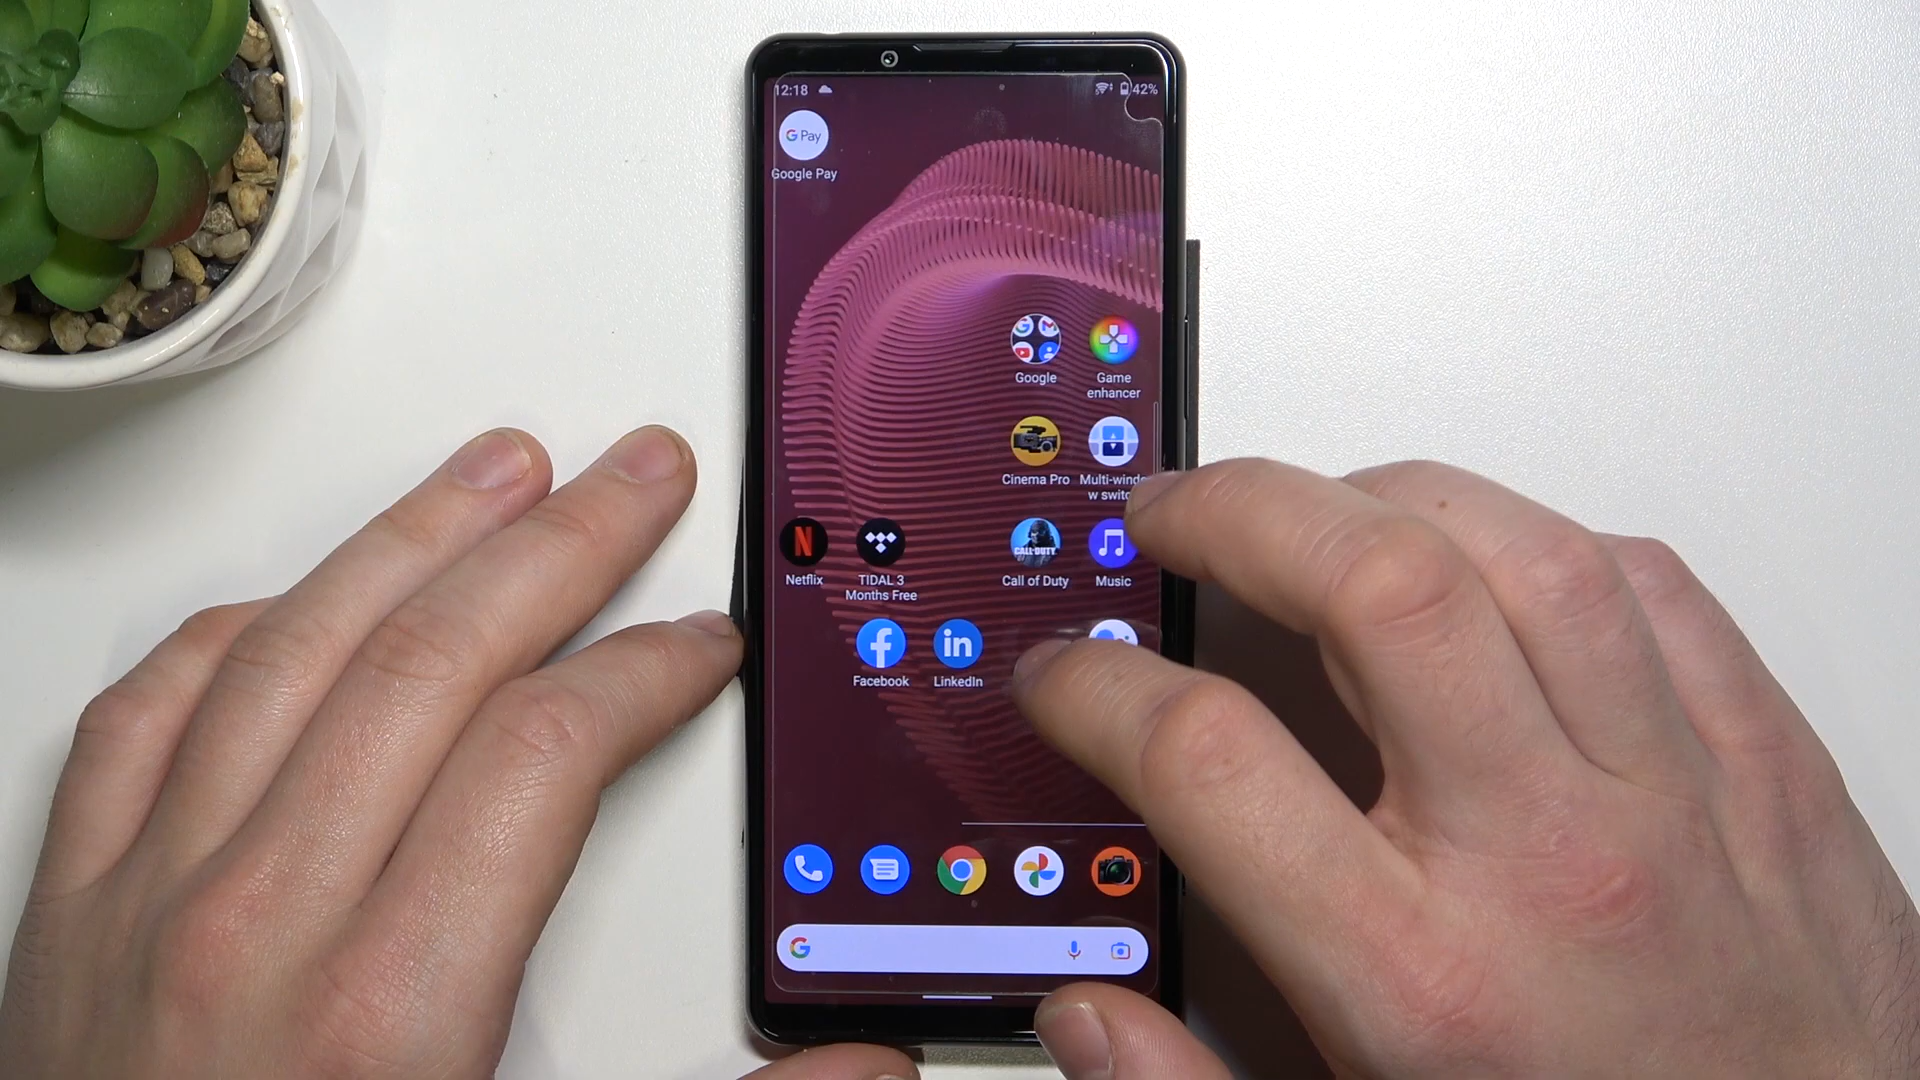 12:18
42%
G Pay
Google Pay
Google
Game
enhancer
Cinema Pro
Multi-windo
w switc
N
CALL·DUTY
Netflix
TIDAL 3
Months Free
Call of Duty
Music
f
in
Facebook
LinkedIn
G